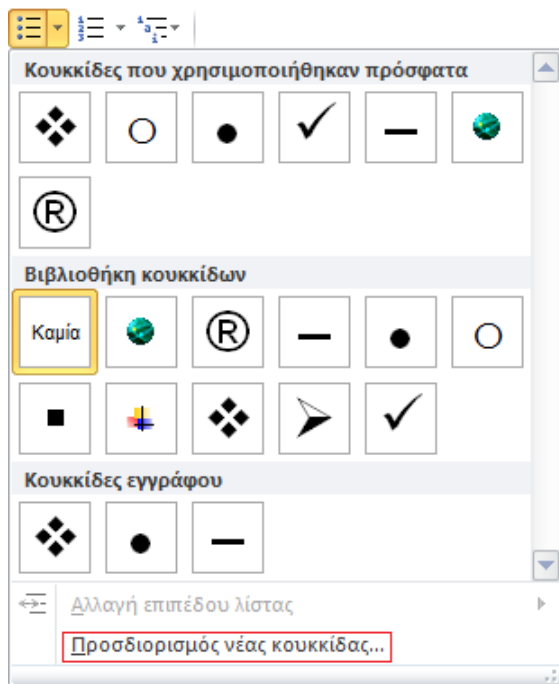 Κουκκίδες που χρησιμοποιήθηκαν πρόσφατα
®
Βιβλιοθήκη κουκκίδων
Καμία
®
Κουκκίδες εγγράφου
Αλλαγή επιπέδου λίστας
Προσδιορισμός νέας κουκκίδας...